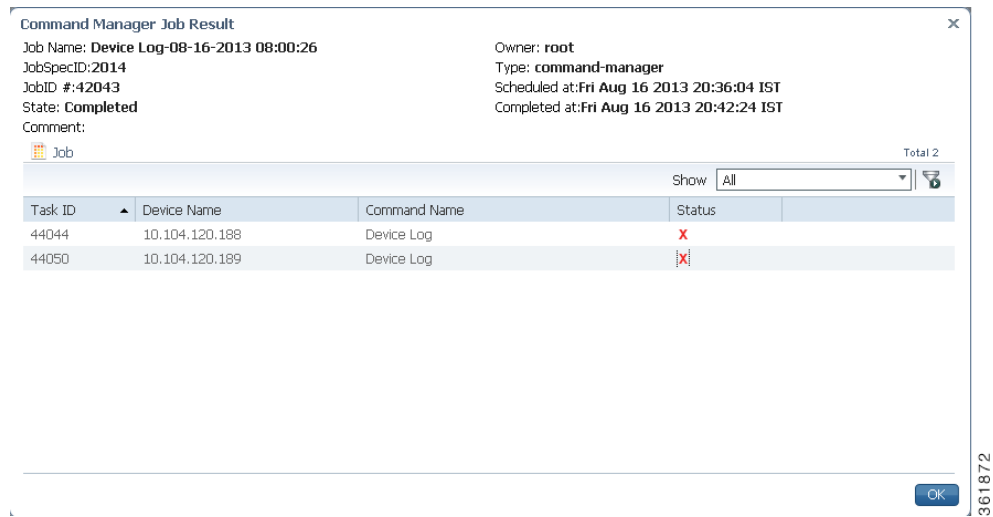 Command Manager Job Result
Job Name: Device Log-08-16-2013 08:00:26
JobSpecID:2014
JobID #:42043
State: Completed
Comment:
Owner: root
Type: command-manager
Scheduled at:Fri Aug 16 2013 20:36:04 IST
Completed at:Fri Aug 16 2013 20:42:24 IST
Job
Total 2
Show All
Task ID Device Name Command Name Status
44044 10.104.120.188 Device Log X
44050 10.104.120.189 Device Log X
OK
361872